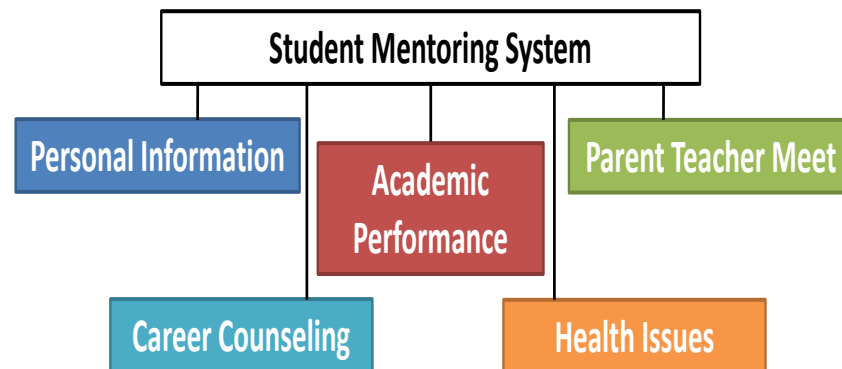 Student Mentoring System
Personal Information
Parent Teacher Meet
Academic
Performance
Career Counseling
Health Issues